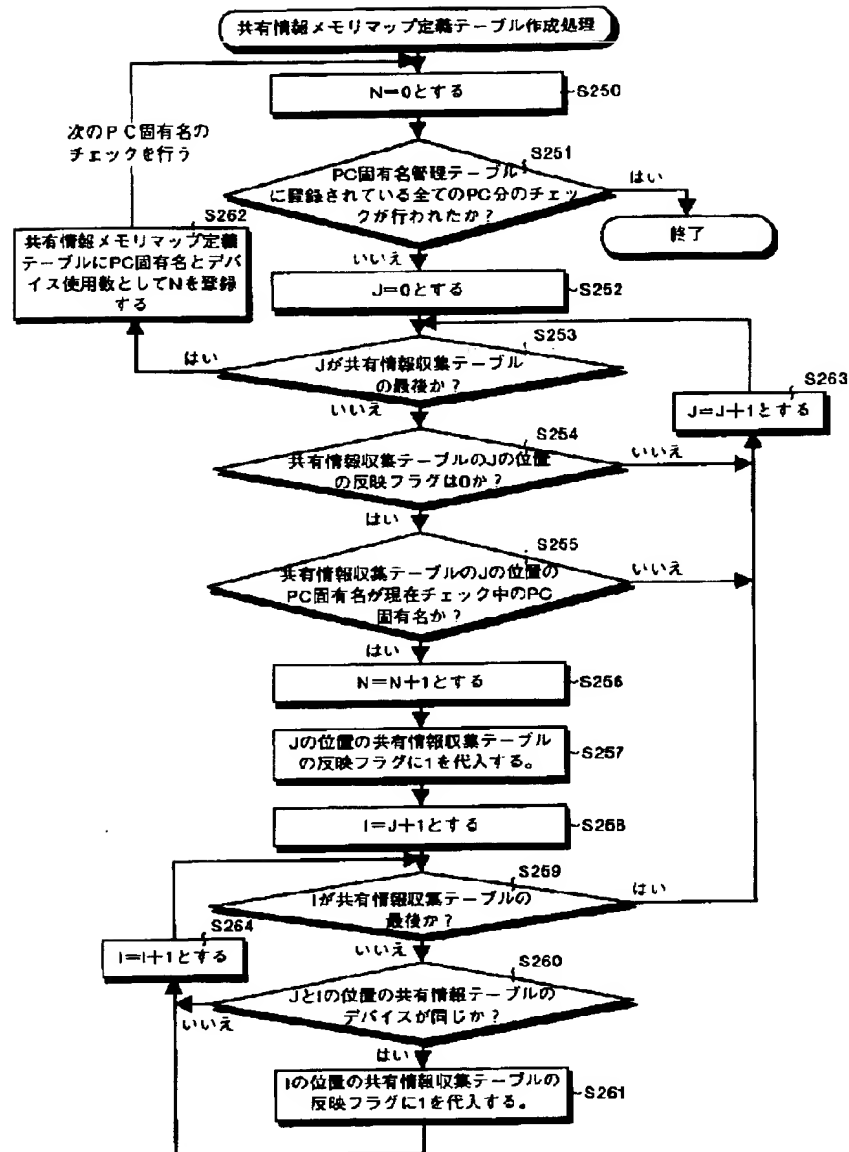 共有情報メモリマップ定義テーブル作成処理
N=0とする
S250
次のPC固有名の
チェックを行う
S251
PC固有名管理テーブル
に登録されている全てのPC分のチェッ
クが行われたか?
はい
終了
いいえ
S262
共有情報メモリマップ定義
テーブルにPC固有名とデバ
イス使用数としてNを登録
する
J=0とする
S252
S253
Jが共有情報収集テーブル
の最後か?
はい
いいえ
S263
J=J+1とする
S254
共有情報収集テーブルのJの位置
の反映フラグは0か?
いいえ
はい
S255
共有情報収集テーブルのJの位置の
PC固有名が現在チェック中のPC
固有名か?
いいえ
はい
N=N+1とする
S256
Jの位置の共有情報収集テーブル
の反映フラグに1を代入する。
S257
I=J+1とする
S258
S259
Iが共有情報収集テーブルの
最後か?
はい
いいえ
S264
I=I+1とする
S260
JとIの位置の共有情報テーブルの
デバイスが同じか?
いいえ
はい
Iの位置の共有情報収集テーブルの
反映フラグに1を代入する。
S261